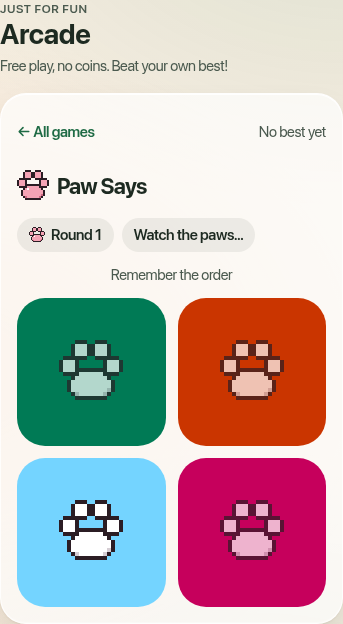 JUST FOR FUN
Arcade
Free play, no coins. Beat your own best!
← All games
No best yet
Paw Says
Round 1
Watch the paws...
Remember the order